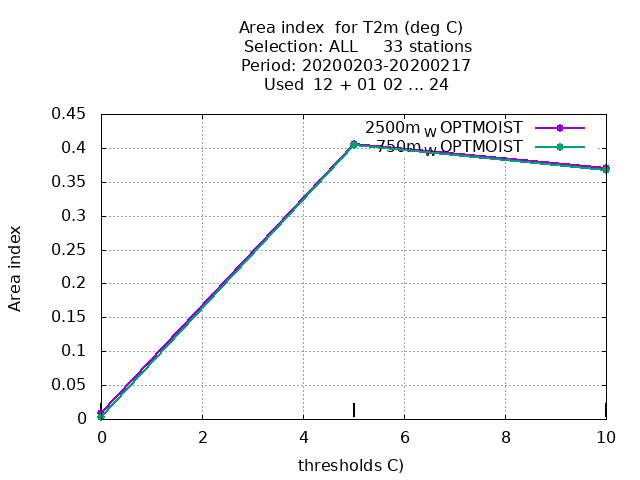 Area index  for T2m (deg C)
Selection: ALL     33 stations
Period: 20200203-20200217
Used  12 + 01 02 ... 24
0.45
0.4
0.35
0.3
0.25
0.2
0.15
0.1
0.05
0
Area index
2500m W OPTMOIST
750m W OPTMOIST
0 2 4 6 8 10
thresholds C)